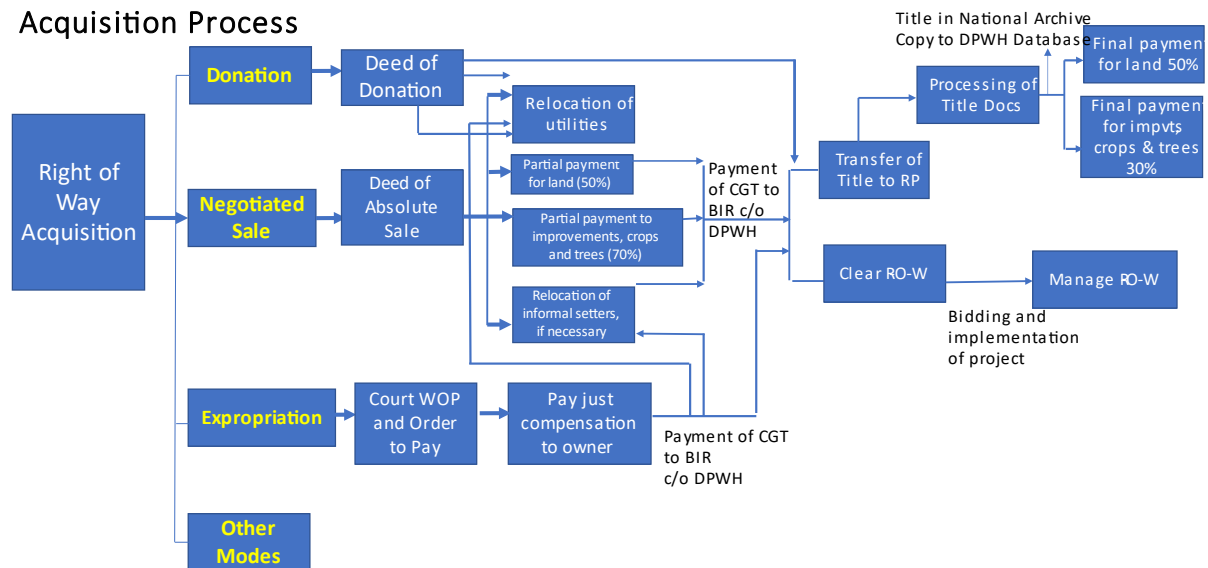 Acquisition Process
Right of
Way
Acquisition
Donation
Deed of
Donation
Negotiated
Sale
Deed of
Absolute
Sale
Expropriation
Court WOP
and Order
to Pay
Pay just
compensation
to owner
Other
Modes
Relocation of
utilities
Partial payment
for land (50%)
Partial payment to
improvements, crops
and trees (70%)
Relocation of
informal setters,
if necessary
Payment of CGT
to BIR
c/o DPWH
Payment
of CGT to
BIR c/o
DPWH
Transfer of
Title to RP
Processing of
Title Docs
Title in National Archive
Copy to DPWH Database
Final payment
for land 50%
Final payment
for impvts,
crops & trees
30%
Clear RO-W
Bidding and
implementation
of project
Manage RO-W